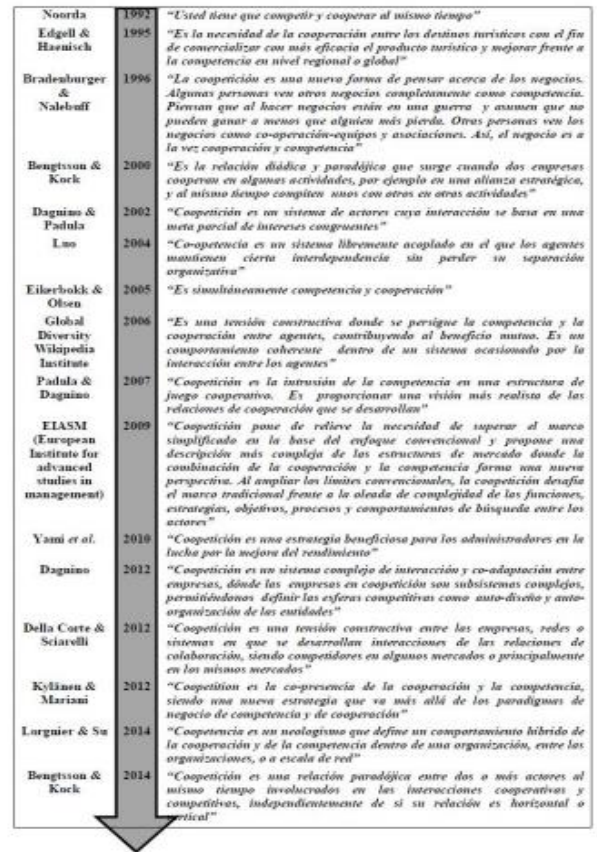 Noorda 1992 “Usted tiene que competir y cooperar al mismo tiempo”
Edgell & Haenisch 1995 “Es la necesidad de la cooperación entre los destinos turísticos con el fin
de comercializar con más eficacia el producto turístico y mejorar frente a
la competencia en nivel regional o global”
Bradenburger & Nalebuff 1996 “La coopetición es una nueva forma de pensar acerca de los negocios.
Algunas personas ven otros negocios completamente como competencia.
Piensan que al hacer negocios están en una guerra y asumen que no
pueden ganar a menos que alguien más pierda. Otras personas ven los
negocios como co-operación-equipos y asociaciones. Así, el negocio es a
la vez cooperación y competencia”
Bengtsson & Kock 2000 “Es la relación diádica y paradójica que surge cuando dos empresas
cooperan en algunas actividades, por ejemplo en una alianza estratégica,
y al mismo tiempo compiten unos con otros en otras actividades”
Dagnino & Padula 2002 “Coopetición es un sistema de actores cuya interacción se basa en una
meta parcial de intereses congruentes”
Luo 2004 “Co-opetencia es un sistema libremente acoplado en el que los agentes
mantienen cierta interdependencia sin perder su separación
organizativa”
Eikerbokk & Olsen 2005 “Es simultáneamente competencia y cooperación”
Global Diversity Wikipedia Institute 2006 “Es una tensión constructiva donde se persigue la competencia y la
cooperación entre agentes, contribuyendo al beneficio mutuo. Es un
comportamiento coherente dentro de un sistema ocasionado por la
interacción entre los agentes”
Padula & Dagnino 2007 “Coopetición es la intrusión de la competencia en una estructura de
juego cooperativo. Es proporcionar una visión más realista de las
relaciones de cooperación que se desarrollan”
EIASM (European Institute for advanced studies in management) 2009 “Coopetición pone de relieve la necesidad de superar el marco
simplificado en la base del enfoque convencional y propone una
descripción más compleja de las estructuras de mercado donde la
combinación de la cooperación y la competencia forma una nueva
perspectiva. Al ampliar los límites convencionales, la coopetición desafía
el marco tradicional frente a la oleada de complejidad de las funciones,
estrategias, objetivos, procesos y comportamientos de búsqueda entre los
actores”
Yami et al. 2010 “Coopetición es una estrategia beneficiosa para los administradores en la
lucha por la mejora del rendimiento”
Dagnino 2012 “Coopetición es un sistema complejo de interacción y co-adaptación entre
empresas, dónde las empresas en coopetición son subsistemas complejos,
permitiéndonos definir las esferas competitivas como auto-diseño y auto-
organización de las entidades”
Della Corte & Sciarelli 2012 “Coopetición es una tensión constructiva entre las empresas, redes o
sistemas en que se desarrollan interacciones de las relaciones de
colaboración, siendo competidores en algunos mercados o principalmente
en los mismos mercados”
Kylänen & Mariani 2012 “Coopetition es la co-presencia de la cooperación y la competencia,
siendo una nueva estrategia que va más allá de los paradigmas de
negocio de competencia y de cooperación”
Lorgnier & Su 2014 “Coopetencia es un neologismo que define un comportamiento híbrido de
la cooperación y de la competencia dentro de una organización, entre las
organizaciones, o a escala de red”
Bengtsson & Kock 2014 “Coopetición es una relación paradójica entre dos o más actores al
mismo tiempo involucrados en las interacciones cooperativas y
competitivas, independientemente de si su relación es horizontal o
vertical”